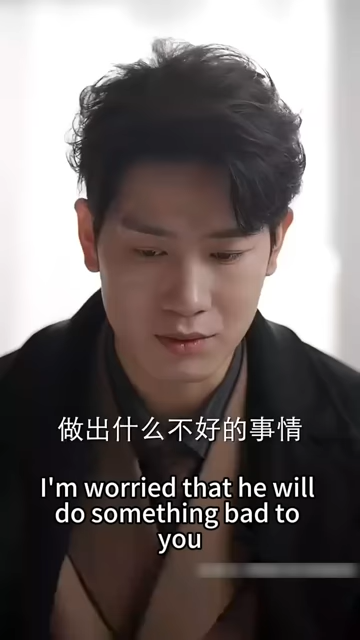 做出什么不好的事情
I'm worried that he will
do something bad to
you